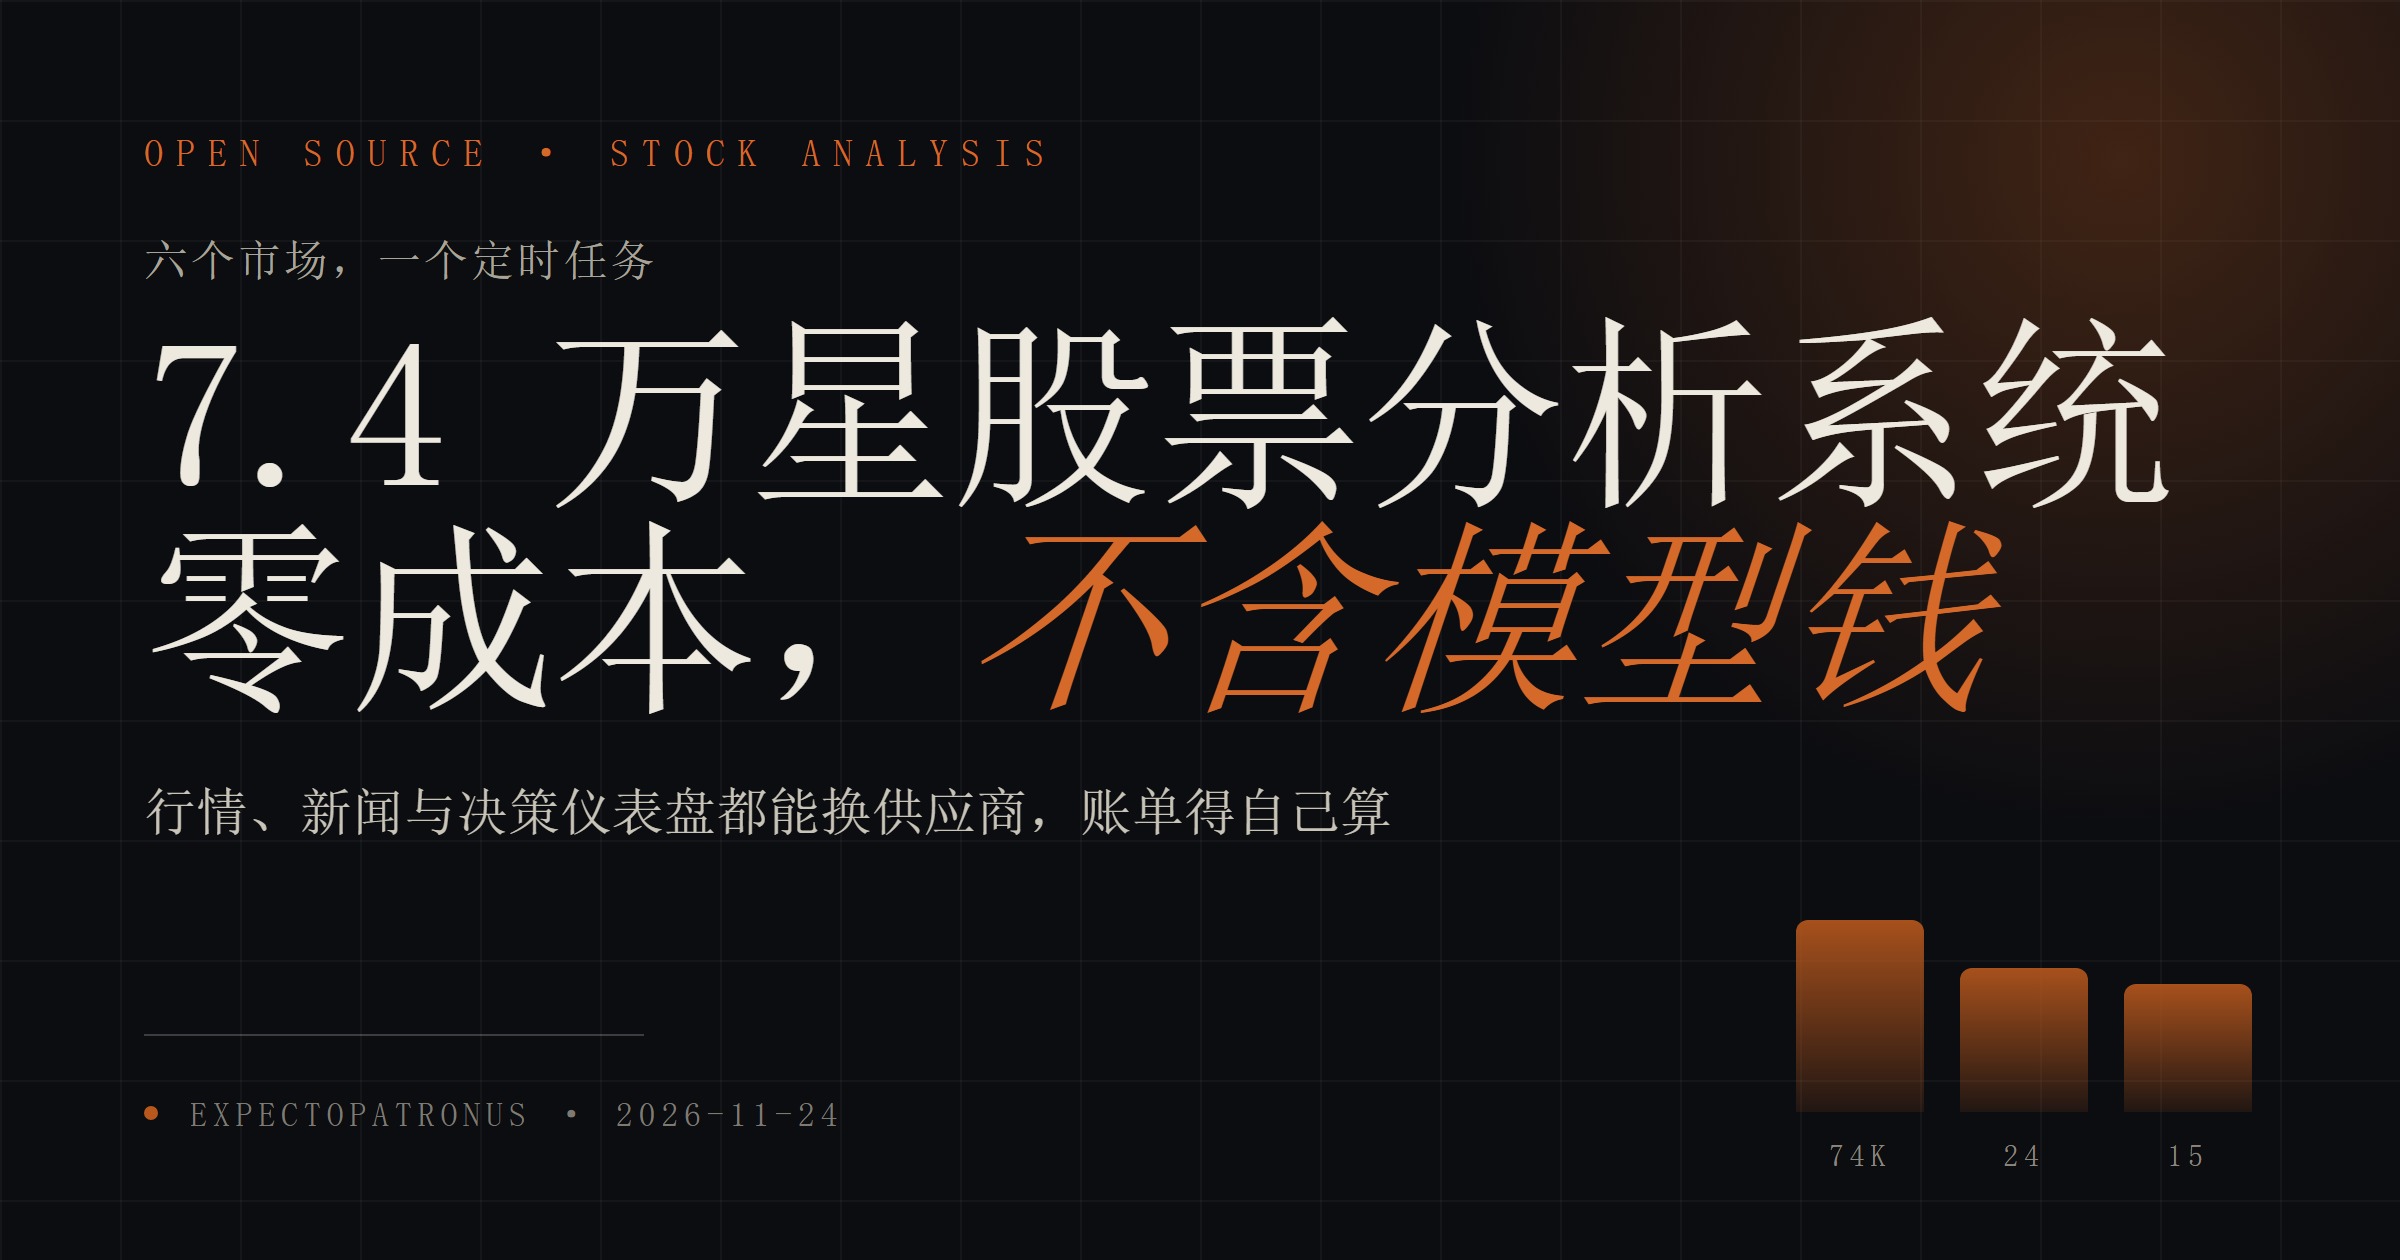 OPEN SOURCE • STOCK ANALYSIS
六个市场，一个定时任务
7.4 万星股票分析系统
零成本，不含模型钱
行情、新闻与决策仪表盘都能换供应商，账单得自己算
EXPECTOPATRONUS • 2026-11-24
74K 24 15